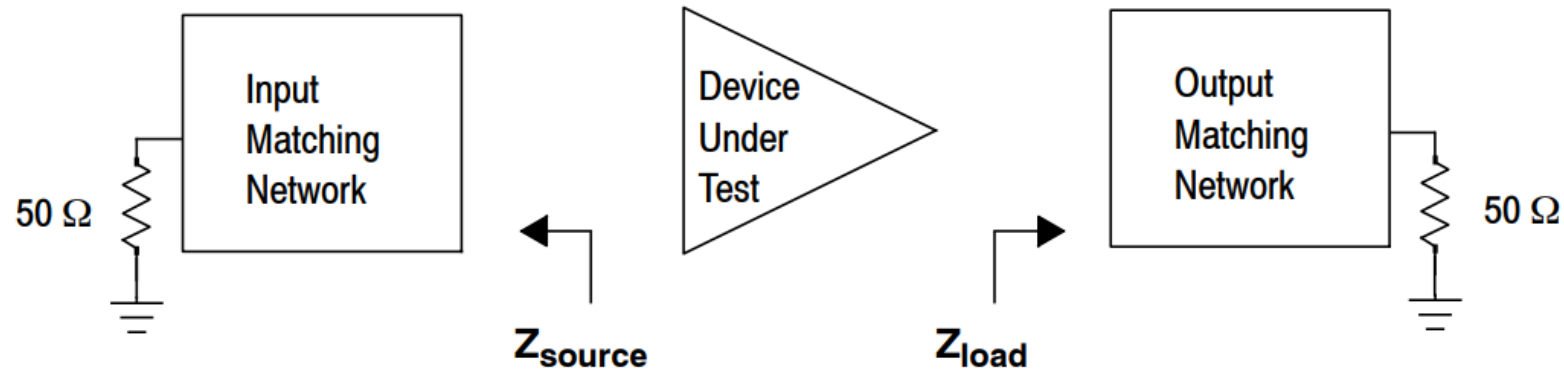 Input
Matching
Network
50 Ω
Device
Under
Test
Output
Matching
Network
50 Ω
Zsource
Zload